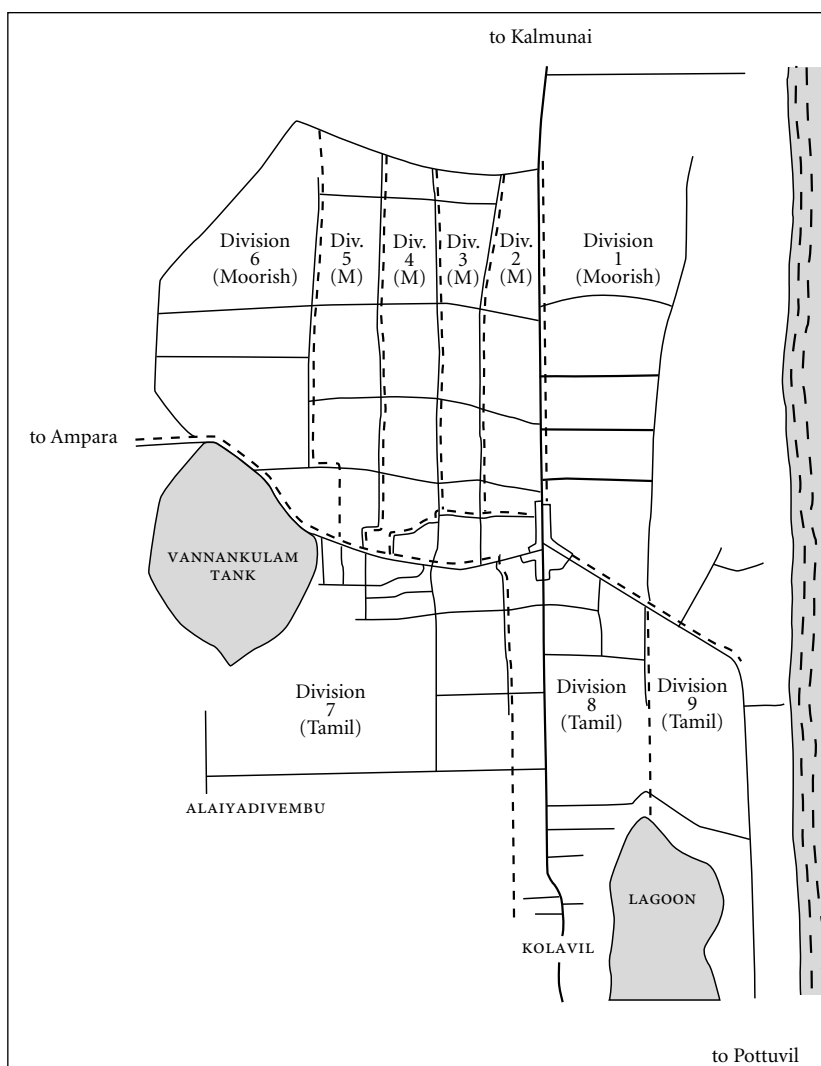 to Kalmunai
Division
6
(Moorish)
Div.
5
(M)
Div.
4
(M)
Div.
3
(M)
Div.
2
(M)
Division
1
(Moorish)
to Ampara
VANNANKULAM
TANK
Division
7
(Tamil)
Division
8
(Tamil)
Division
9
(Tamil)
ALAIYADIVEMBU
LAGOON
KOLAVIL
to Pottuvil